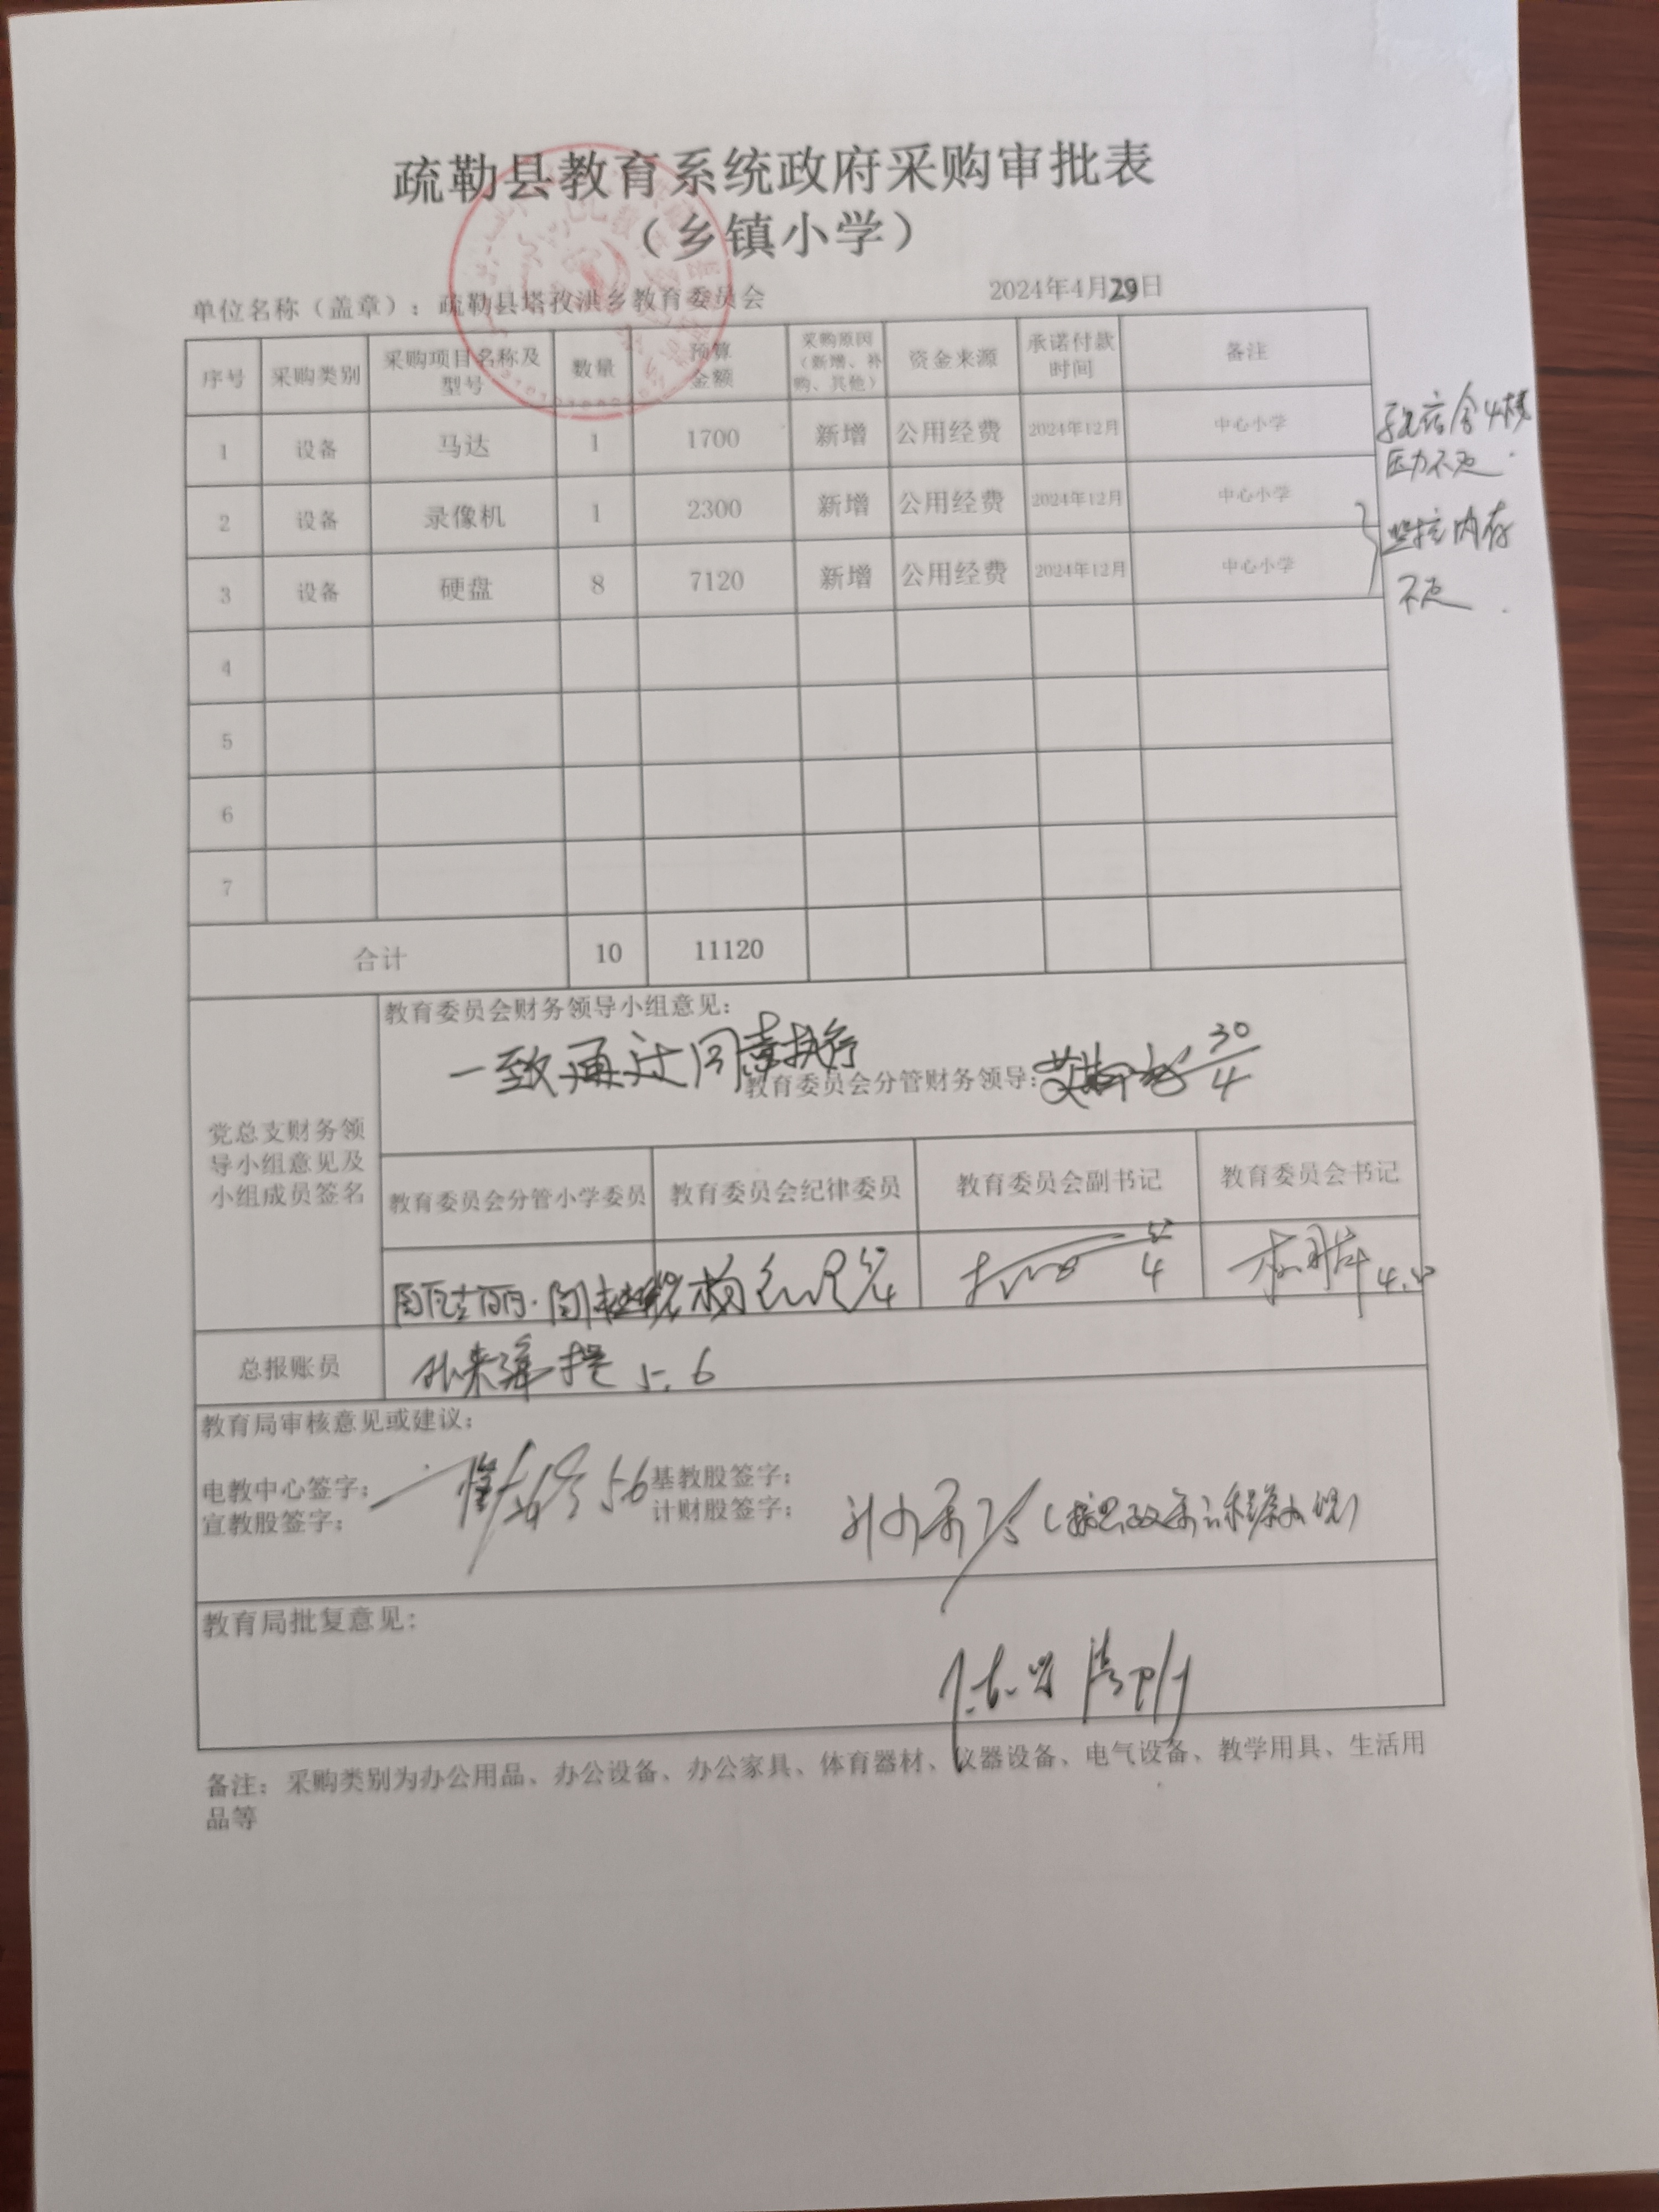 疏勒县教育系统政府采购审批表
（乡镇小学）
单位名称（盖章）：疏勒县塔孜洪乡教育委员会 2024年4月29日
序号 采购类别 采购项目名称及型号 数量 预算金额 采购原因（新增、补购、其他） 资金来源 承诺付款时间 备注
1 设备 马达 1 1700 新增 公用经费 2024年12月 中心小学
压力不足.
2 设备 录像机 1 2300 新增 公用经费 2024年12月 中心小学
监控内存
3 设备 硬盘 8 7120 新增 公用经费 2024年12月 中心小学
不足.
4
5
6
7
合计 10 11120
党总支财务领导小组意见及小组成员签名
教育委员会财务领导小组意见：
一致通过同意执行
教育委员会分管财务领导： 30/4
教育委员会分管小学委员 教育委员会纪律委员 教育委员会副书记 教育委员会书记
总报账员 5.6
教育局审核意见或建议：
电教中心签字： 5.6 基教股签字：
宣教股签字： 计财股签字：
教育局批复意见：
备注：采购类别为办公用品、办公设备、办公家具、体育器材、仪器设备、电气设备、教学用具、生活用
品等